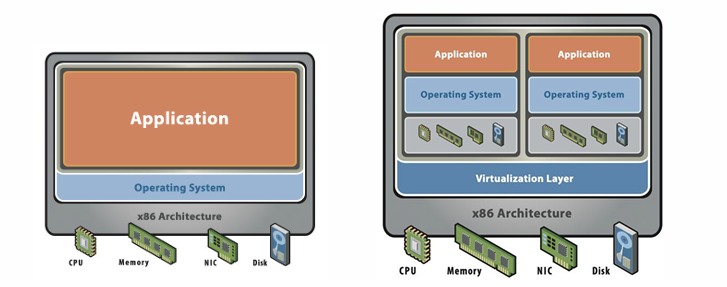 Application
Operating System
x86 Architecture
CPU Memory NIC Disk
Application Application
Operating System Operating System
Virtualization Layer
x86 Architecture
CPU Memory NIC Disk